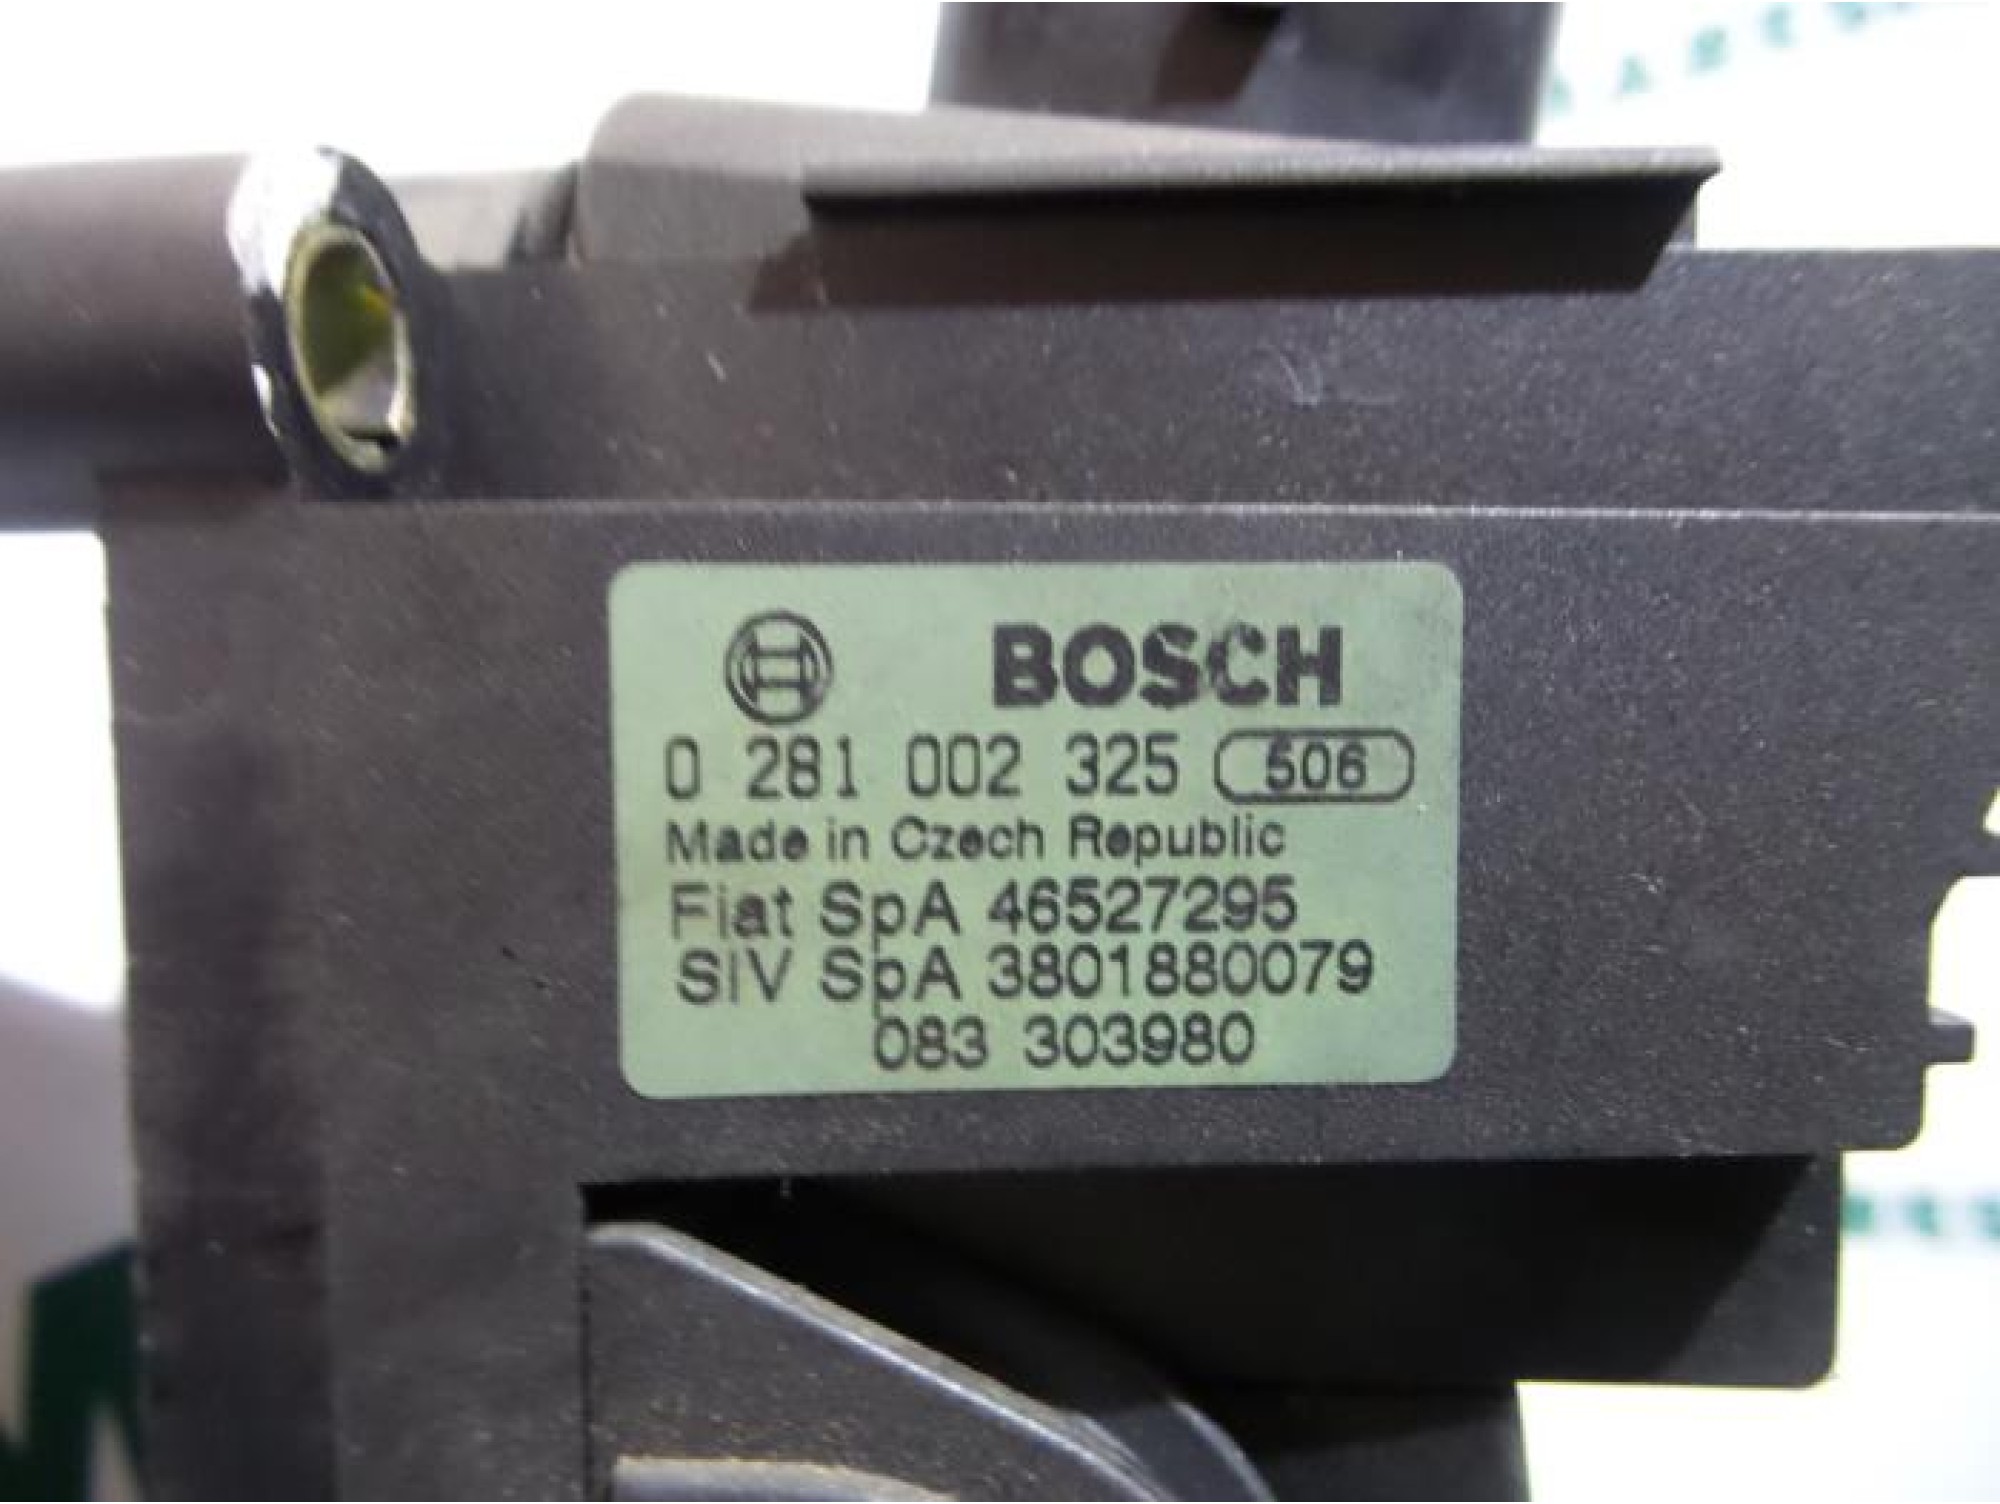 BOSCH
0 281 002 325 506
Made in Czech Republic
Fiat SpA 46527295
SIV SpA 3801880079
083 303980